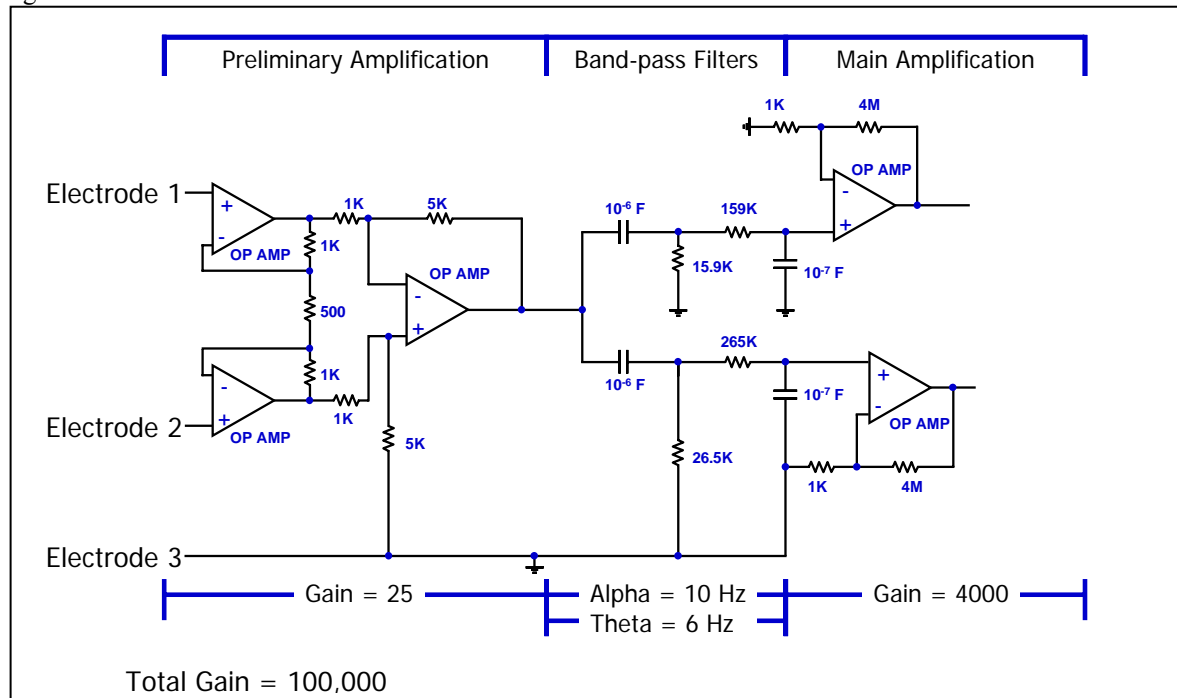 Preliminary Amplification
Band-pass Filters
Main Amplification
1K
4M
OP AMP
-
+
Electrode 1
+
-
OP AMP
1K
5K
1K
10⁻⁶ F
159K
15.9K
10⁻⁷ F
OP AMP
-
+
500
1K
-
+
OP AMP
Electrode 2
1K
5K
10⁻⁶ F
265K
26.5K
10⁻⁷ F
+
-
OP AMP
1K
4M
Electrode 3
Gain = 25
Alpha = 10 Hz
Gain = 4000
Theta = 6 Hz
Total Gain = 100,000